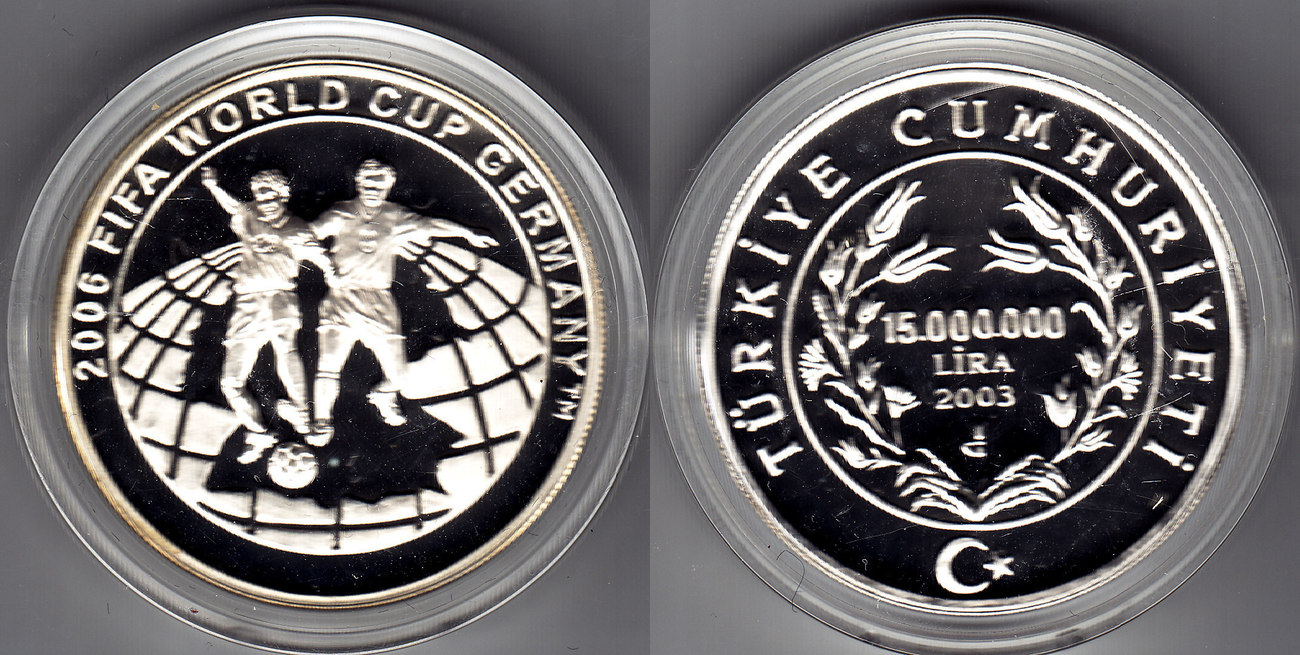 2006 FIFA WORLD CUP GERMANY™
TÜRKİYE CUMHURİYETİ
15.000.000
LİRA
2003